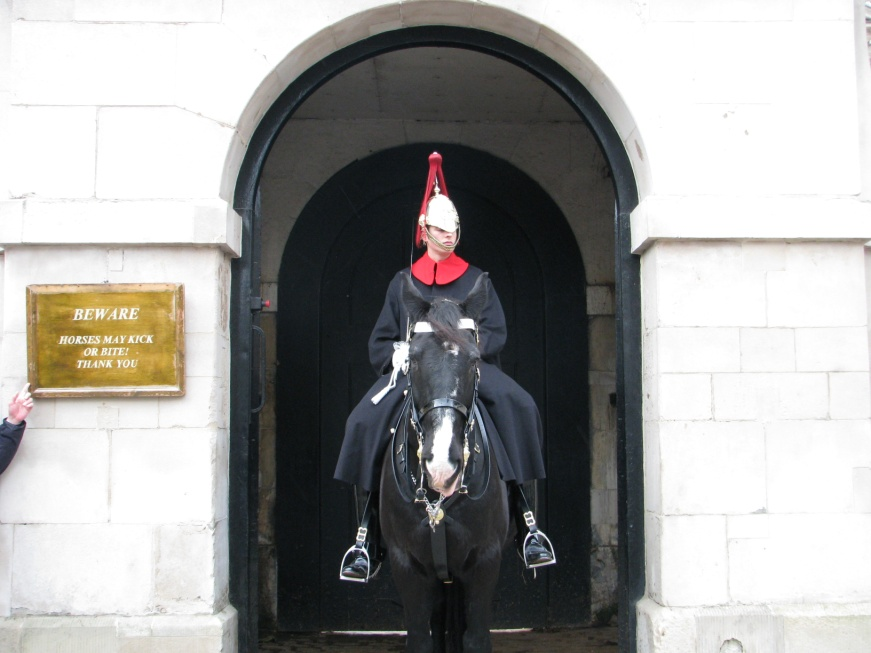 BEWARE
HORSES MAY KICK
OR BITE!
THANK YOU